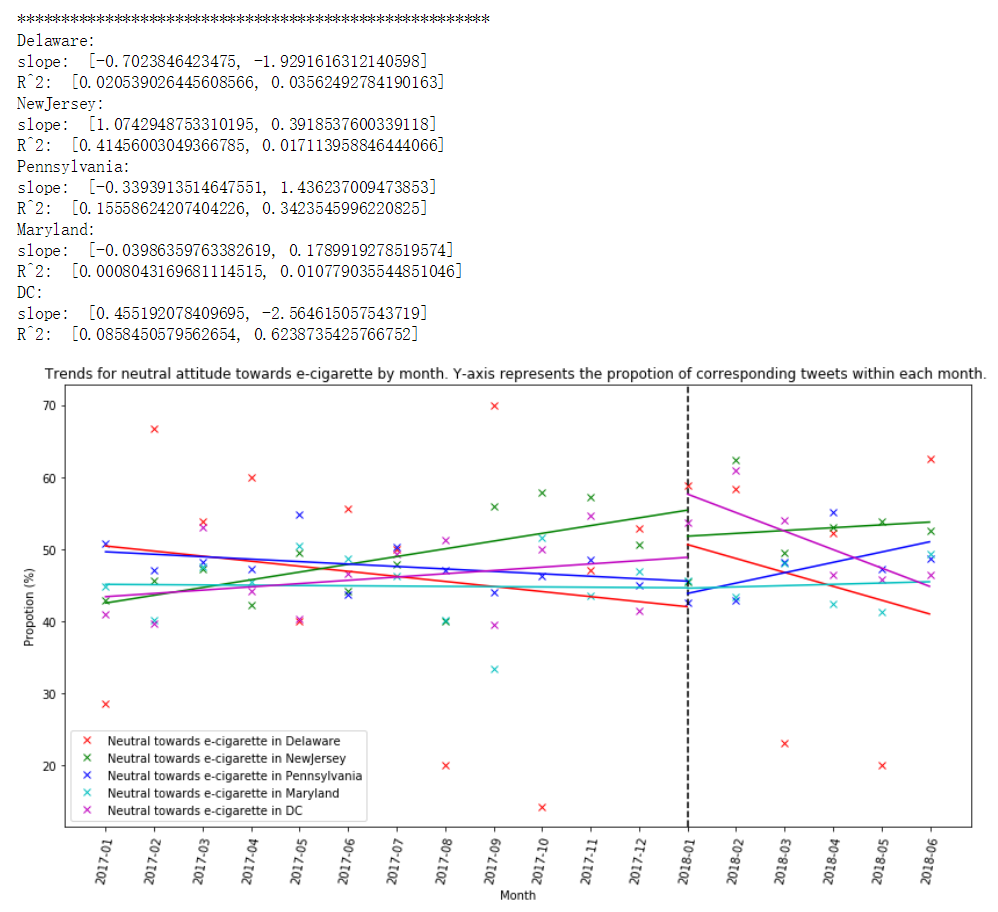 ******************************************************
Delaware:
slope:  [-0.7023846423475, -1.9291616312140598]
R^2:  [0.020539026445608566, 0.03562492784190163]
NewJersey:
slope:  [1.0742948753310195, 0.3918537600339118]
R^2:  [0.41456003049366785, 0.017113958846444066]
Pennsylvania:
slope:  [-0.3393913514647551, 1.436237009473853]
R^2:  [0.15558624207404226, 0.3423545996220825]
Maryland:
slope:  [-0.03986359763382619, 0.1789919278519574]
R^2:  [0.0008043169681114515, 0.010779035544851046]
DC:
slope:  [0.455192078409695, -2.564615057543719]
R^2:  [0.0858450579562654, 0.6238735425766752]
Trends for neutral attitude towards e-cigarette by month. Y-axis represents the propotion of corresponding tweets within each month.
70
60
50
40
30
20
Propotion (%)
Neutral towards e-cigarette in Delaware
Neutral towards e-cigarette in NewJersey
Neutral towards e-cigarette in Pennsylvania
Neutral towards e-cigarette in Maryland
Neutral towards e-cigarette in DC
2017-01
2017-02
2017-03
2017-04
2017-05
2017-06
2017-07
2017-08
2017-09
2017-10
2017-11
2017-12
2018-01
2018-02
2018-03
2018-04
2018-05
2018-06
Month